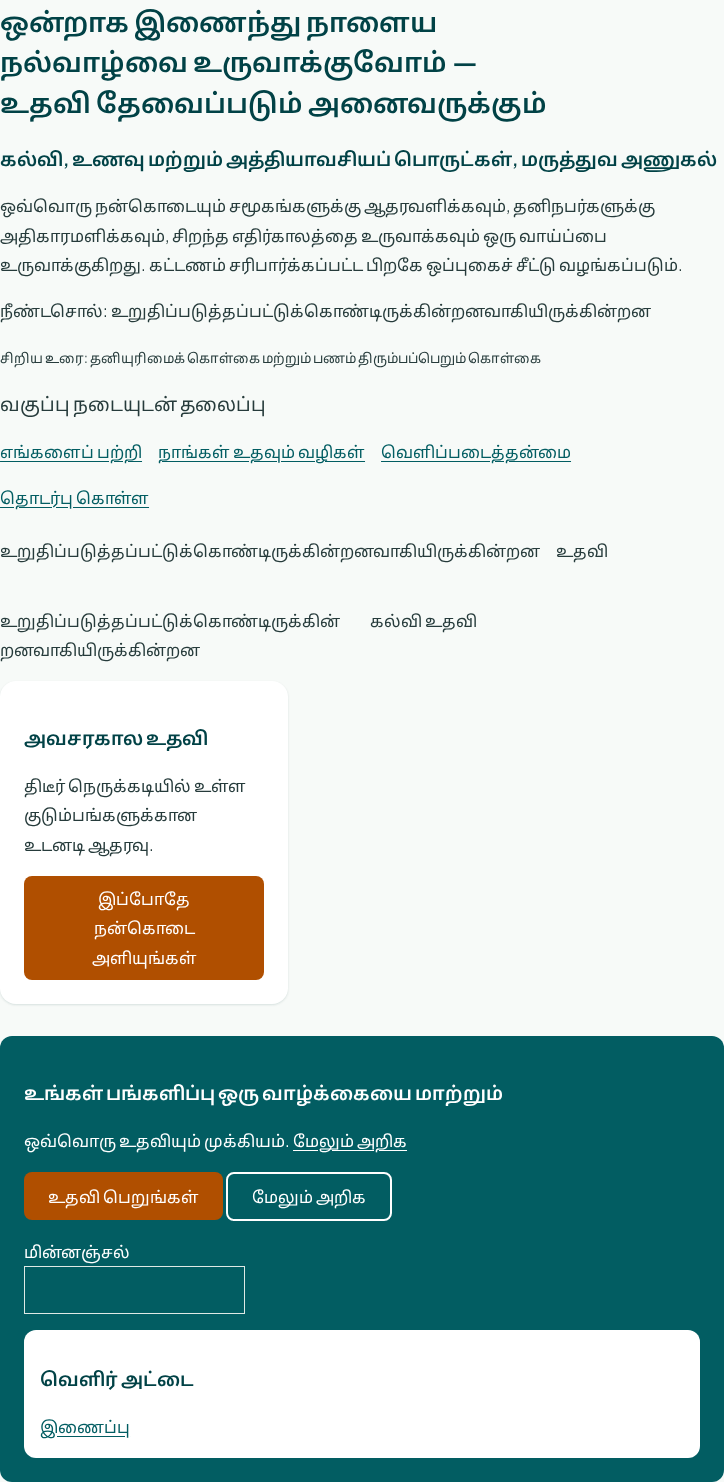 ஒன்றாக இணைந்து நாளைய
நல்வாழ்வை உருவாக்குவோம் —
உதவி தேவைப்படும் அனைவருக்கும்
கல்வி, உணவு மற்றும் அத்தியாவசியப் பொருட்கள், மருத்துவ அணுகல்
ஒவ்வொரு நன்கொடையும் சமூகங்களுக்கு ஆதரவளிக்கவும், தனிநபர்களுக்கு
அதிகாரமளிக்கவும், சிறந்த எதிர்காலத்தை உருவாக்கவும் ஒரு வாய்ப்பை
உருவாக்குகிறது. கட்டணம் சரிபார்க்கப்பட்ட பிறகே ஒப்புகைச் சீட்டு வழங்கப்படும்.
நீண்டசொல்: உறுதிப்படுத்தப்பட்டுக்கொண்டிருக்கின்றனவாகியிருக்கின்றன
சிறிய உரை: தனியுரிமைக் கொள்கை மற்றும் பணம் திரும்பப்பெறும் கொள்கை
வகுப்பு நடையுடன் தலைப்பு
எங்களைப் பற்றி நாங்கள் உதவும் வழிகள் வெளிப்படைத்தன்மை
தொடர்பு கொள்ள
உறுதிப்படுத்தப்பட்டுக்கொண்டிருக்கின்றனவாகியிருக்கின்றன உதவி
உறுதிப்படுத்தப்பட்டுக்கொண்டிருக்கின் கல்வி உதவி
றனவாகியிருக்கின்றன
அவசரகால உதவி
திடீர் நெருக்கடியில் உள்ள
குடும்பங்களுக்கான
உடனடி ஆதரவு.
இப்போதே
நன்கொடை
அளியுங்கள்
உங்கள் பங்களிப்பு ஒரு வாழ்க்கையை மாற்றும்
ஒவ்வொரு உதவியும் முக்கியம். மேலும் அறிக
உதவி பெறுங்கள் மேலும் அறிக
மின்னஞ்சல்
வெளிர் அட்டை
இணைப்பு